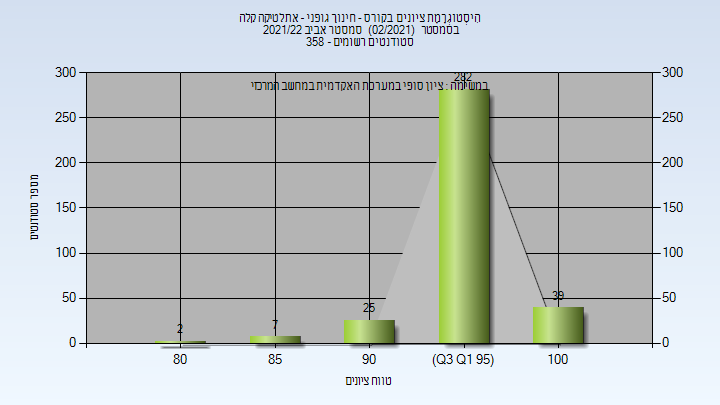 היסטוגרמת ציונים בקורס - חינוך גופני - אתלטיקה קלה
בסמסטר (02/2021) סמסטר אביב 2021/22
סטודנטים רשומים - 358
במשימה : ציון סופי במערכת האקדמית במחשב המרכזי
300 300
250 250
200 200
150 150
100 100
50 50
0 0
2 7 25 282 39
80 85 90 (Q3 Q1 95) 100
מספר סטודנטים
טווח ציונים